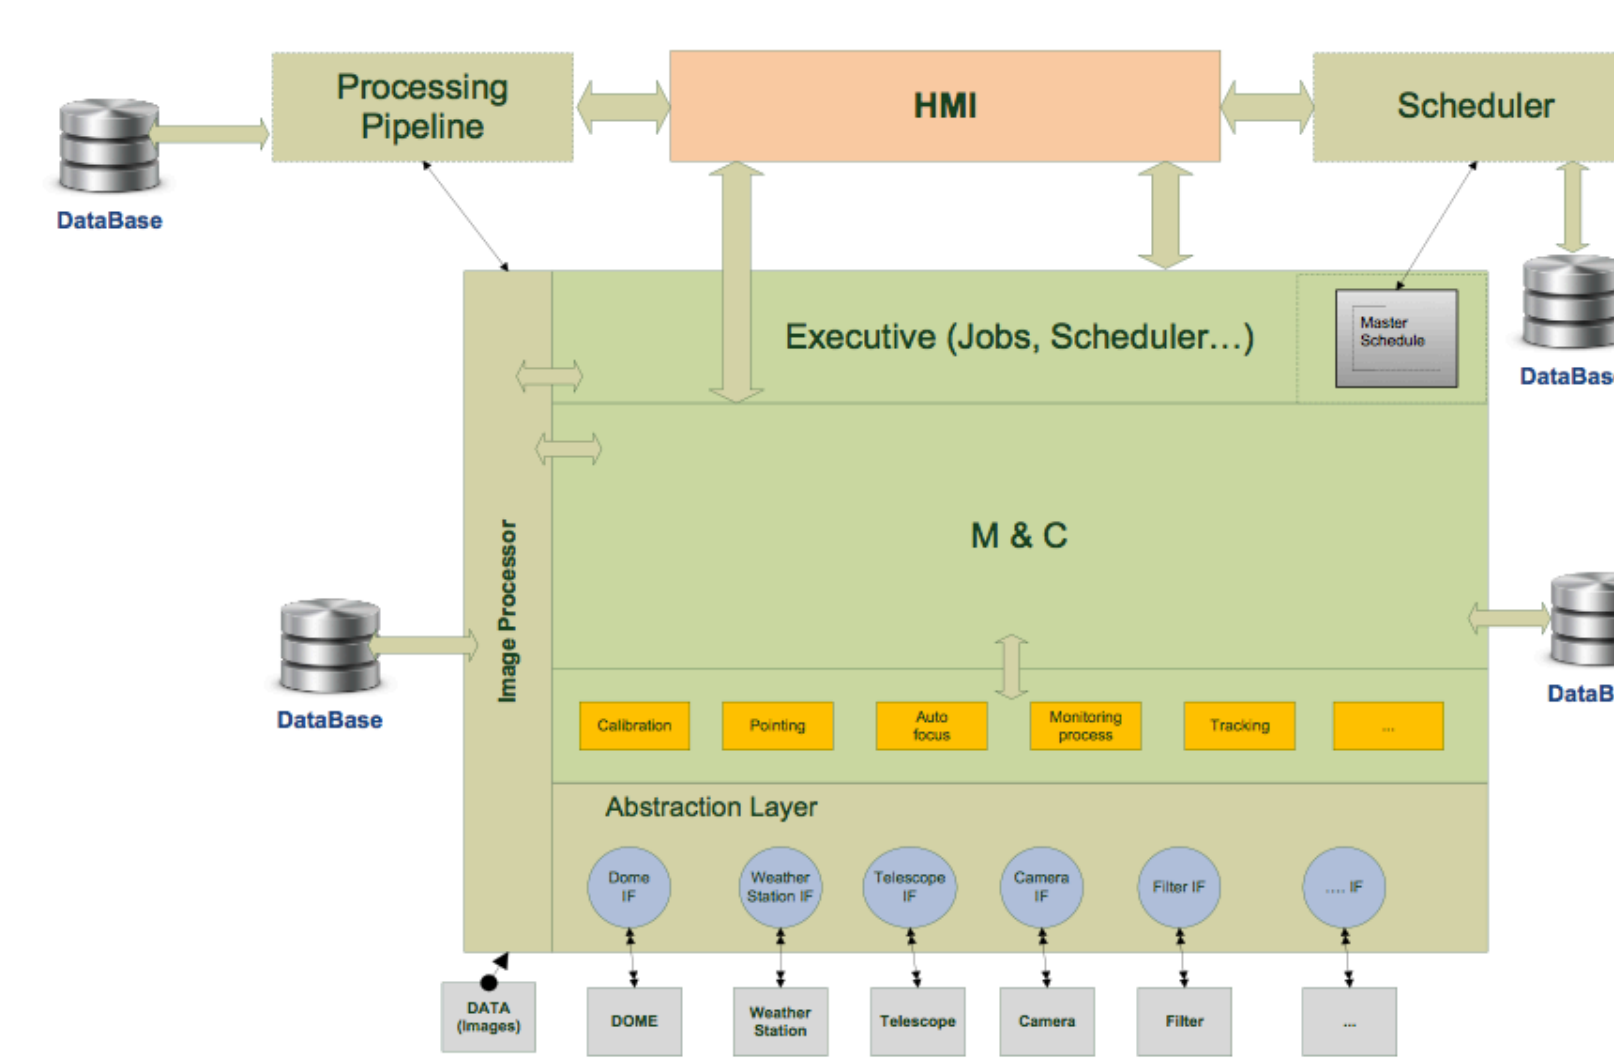 Processing
Pipeline
HMI
Scheduler
DataBase
Executive (Jobs, Scheduler...)
Master
Schedule
DataBase
M & C
Image Processor
DataBase
DataB
Calibration
Pointing
Auto
focus
Monitoring
process
Tracking
...
Abstraction Layer
Dome
IF
Weather
Station IF
Telescope
IF
Camera
IF
Filter IF
.... IF
DATA
(Images)
DOME
Weather
Station
Telescope
Camera
Filter
...